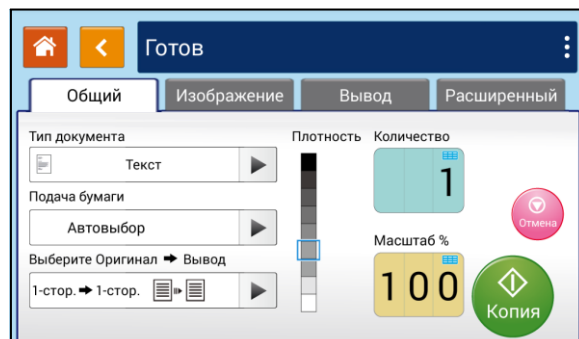 Готов
Общий Изображение Вывод Расширенный
Тип документа Плотность Количество
Текст 1
Подача бумаги
Автовыбор Отмена
Масштаб %
Выберите Оригинал ➡ Вывод
1-стор. ➡ 1-стор. 100
Копия